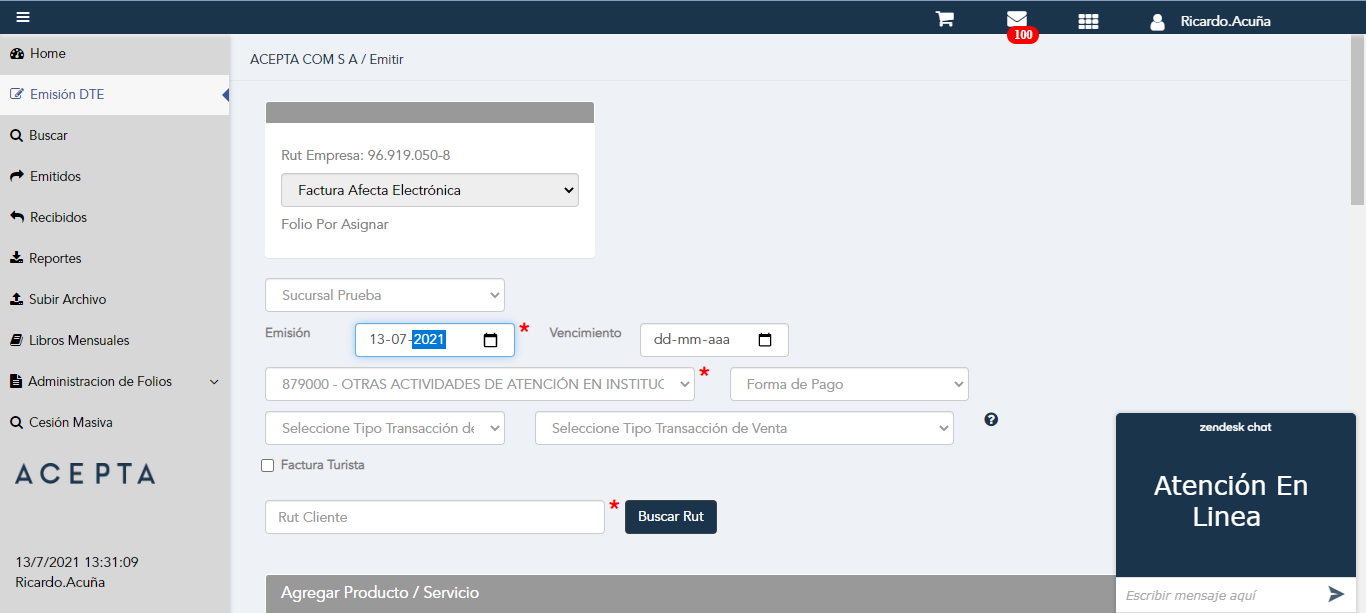 Ricardo.Acuña
100
Home
Emisión DTE
Buscar
Emitidos
Recibidos
Reportes
Subir Archivo
Libros Mensuales
Administracion de Folios
Cesión Masiva
ACEPTA
13/7/2021 13:31:09
Ricardo.Acuña
ACEPTA COM S A / Emitir
Rut Empresa: 96.919.050-8
Factura Afecta Electrónica
Folio Por Asignar
Sucursal Prueba
Emisión 13-07-2021 * Vencimiento dd-mm-aaa
879000 - OTRAS ACTIVIDADES DE ATENCIÓN EN INSTITUC * Forma de Pago
Seleccione Tipo Transacción de Seleccione Tipo Transacción de Venta ?
Factura Turista
Rut Cliente * Buscar Rut
Agregar Producto / Servicio
zendesk chat
Atención En
Linea
Escribir mensaje aquí